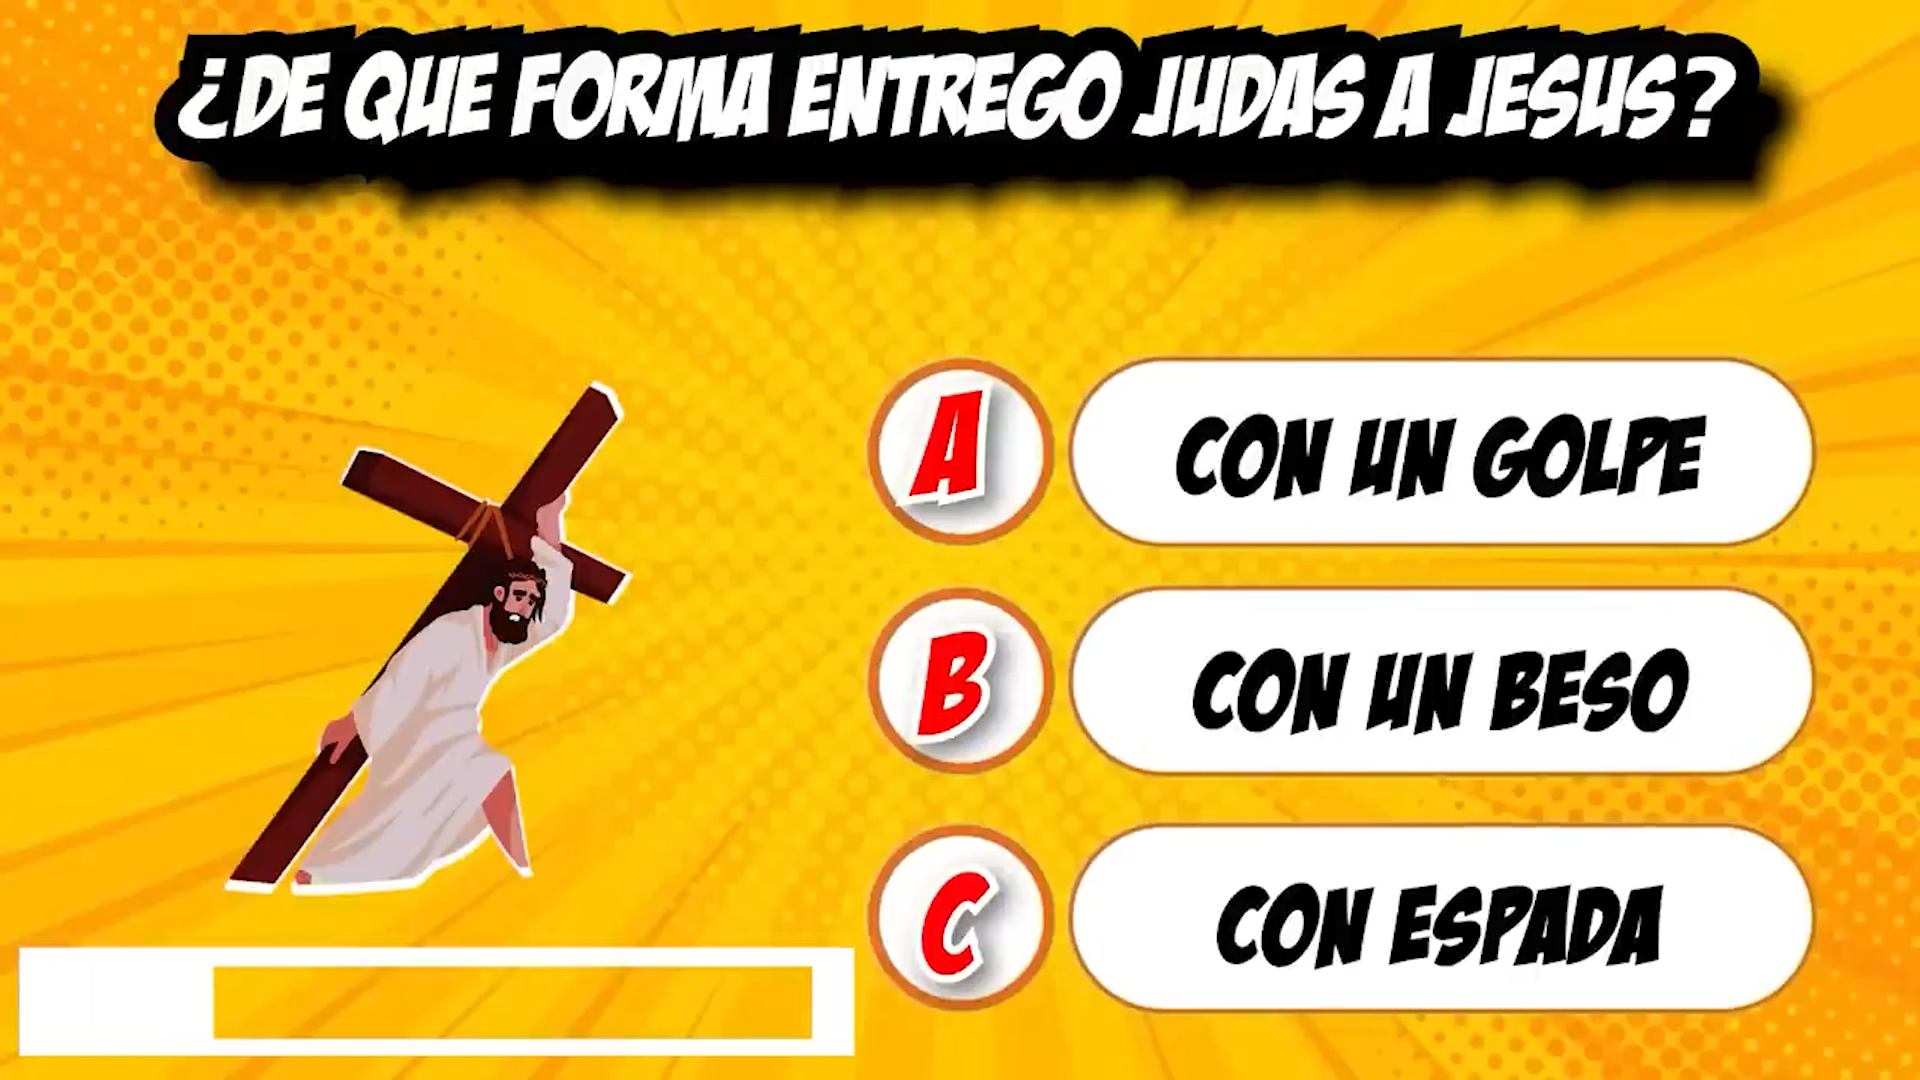 ¿DE QUE FORMA ENTREGO JUDAS A JESUS?
A CON UN GOLPE
B CON UN BESO
C CON ESPADA